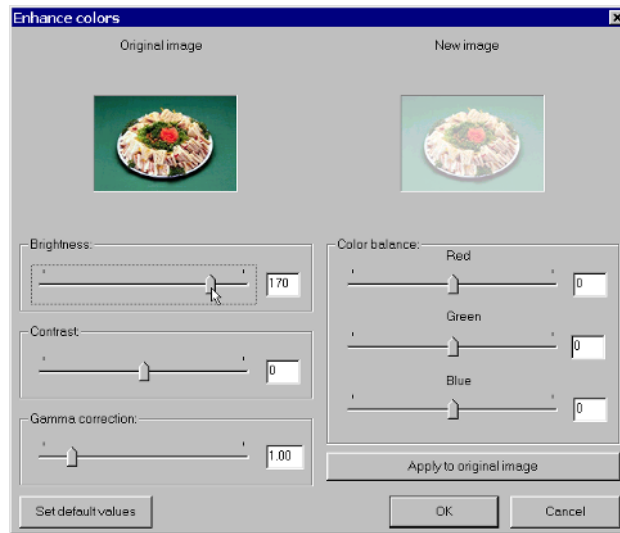 Enhance colors
Original image
New image
Brightness:
170
Contrast:
0
Gamma correction:
1.00
Set default values
Color balance:
Red
0
Green
0
Blue
0
Apply to original image
OK
Cancel